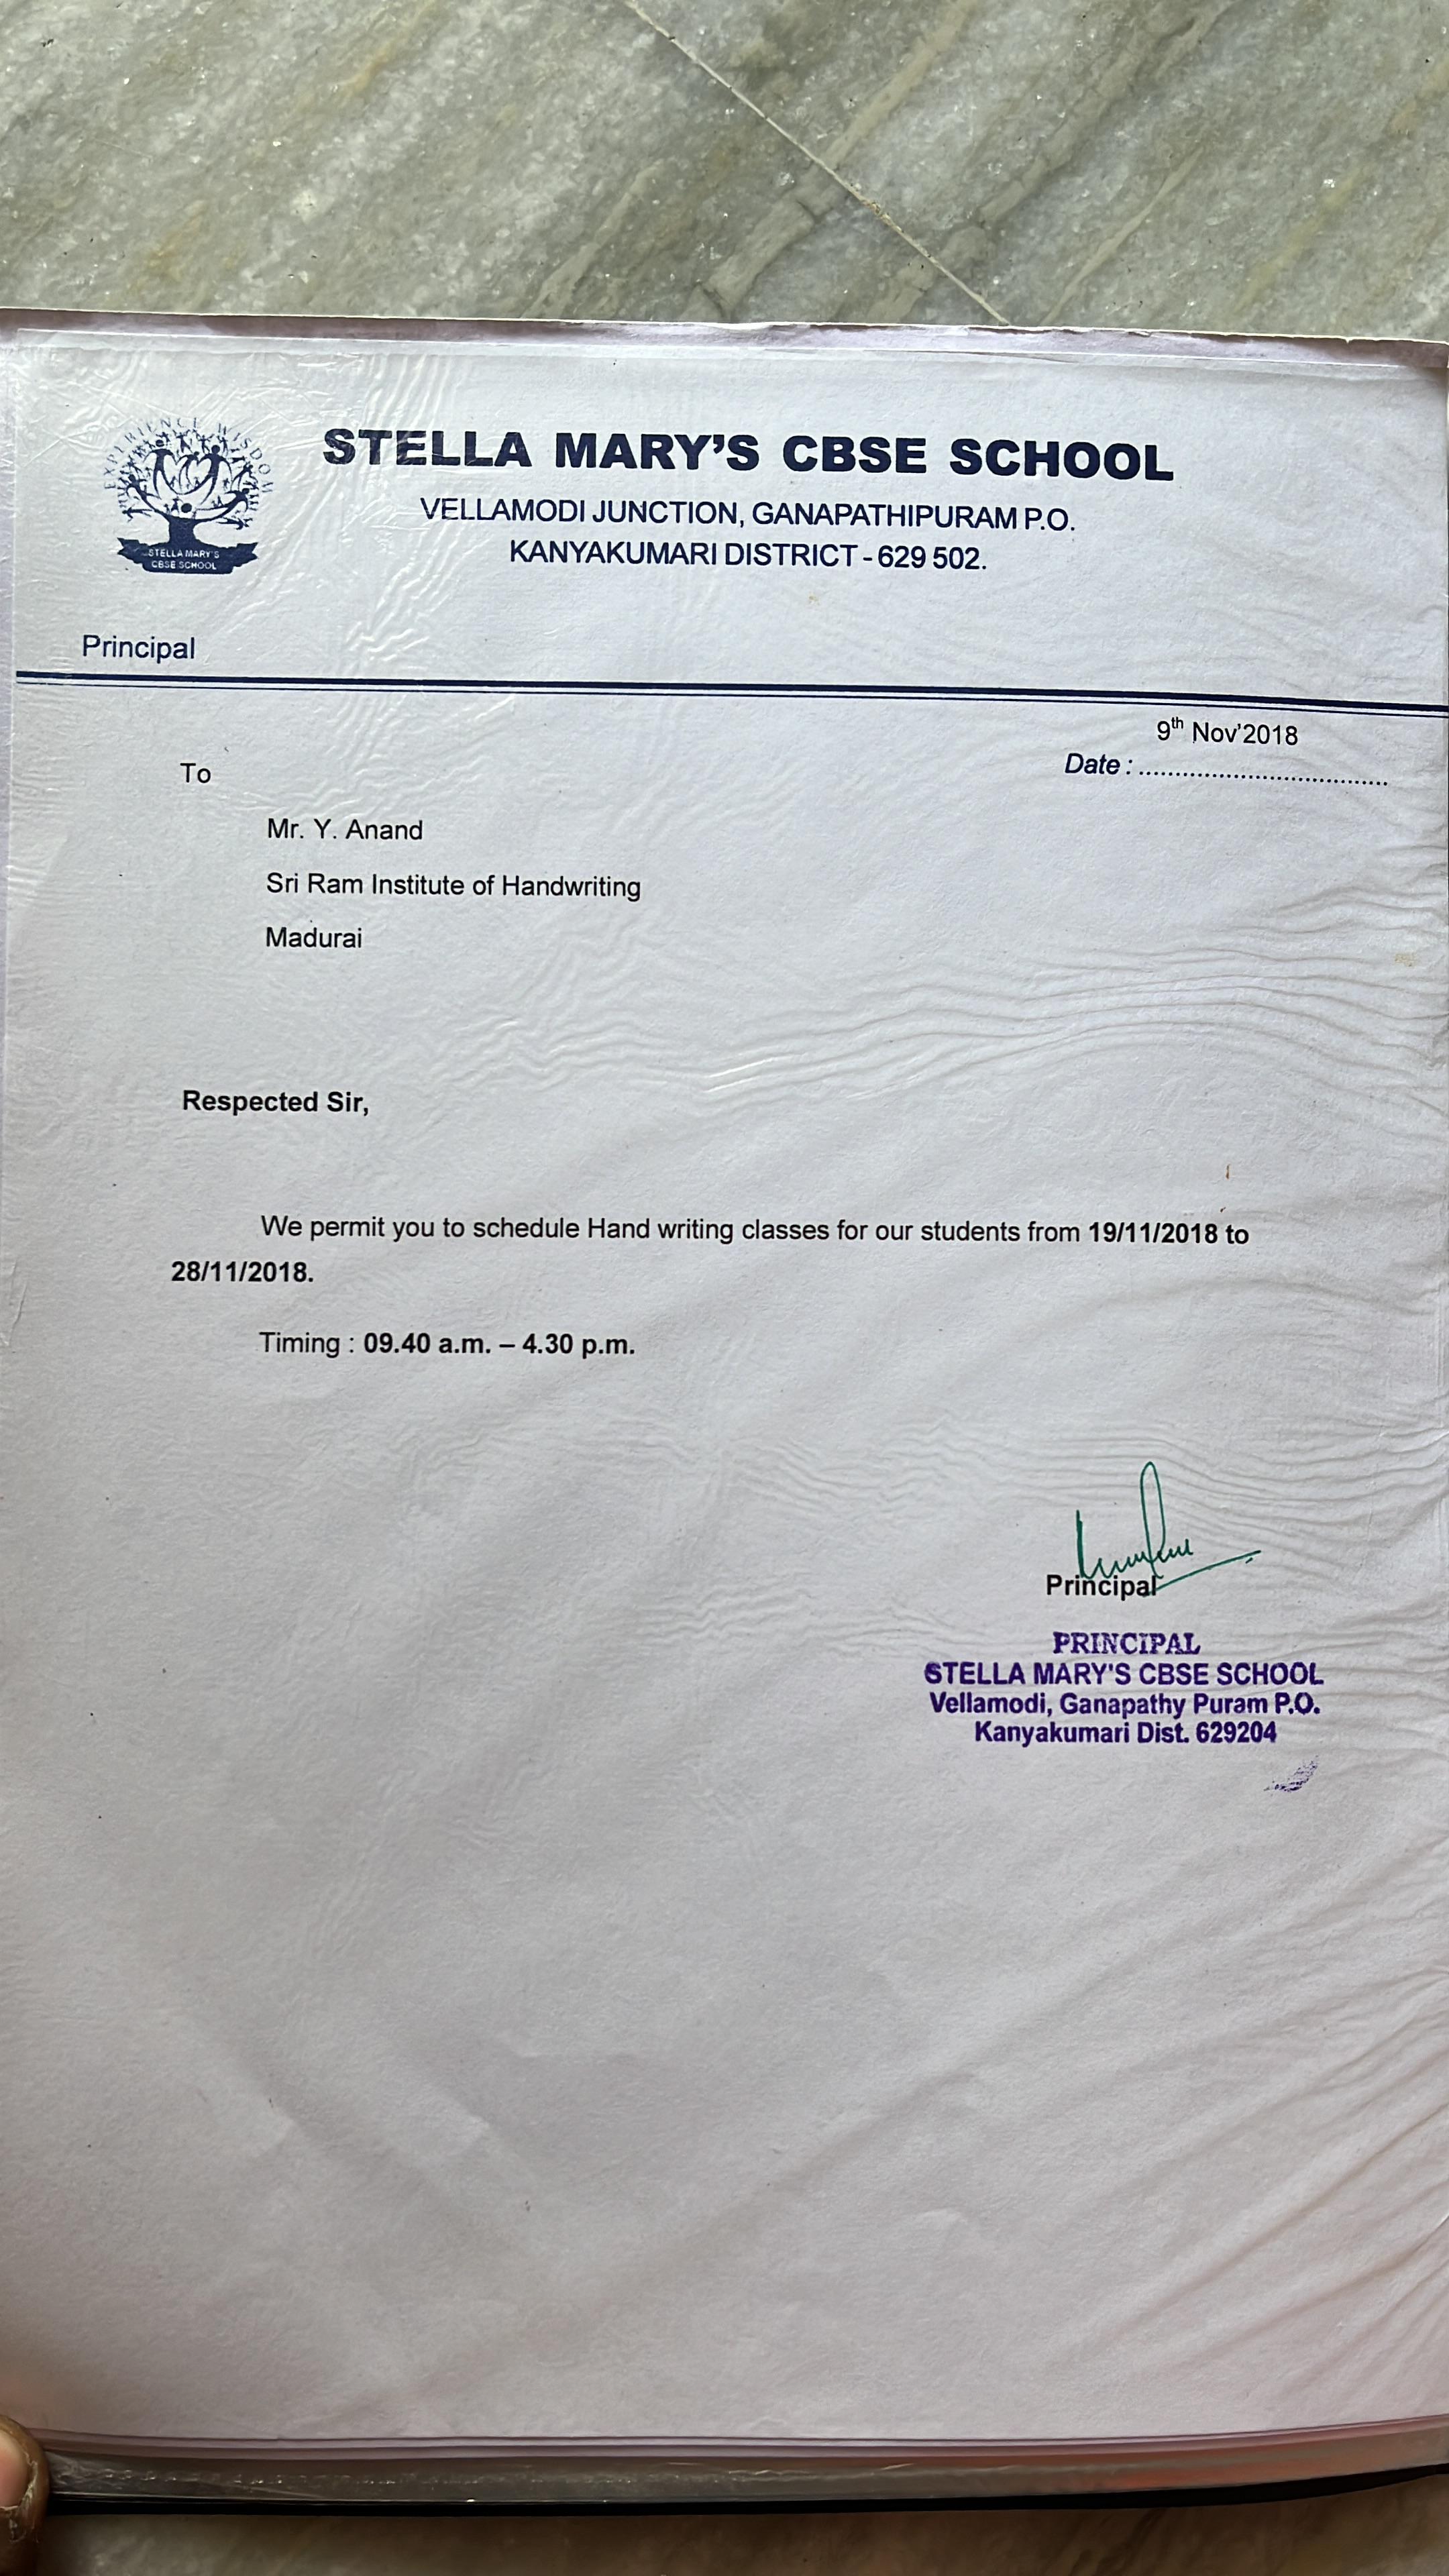 EXPERIENCE WISDOM
STELLA MARY'S
CBSE SCHOOL
STELLA MARY'S CBSE SCHOOL
VELLAMODI JUNCTION, GANAPATHIPURAM P.O.
KANYAKUMARI DISTRICT - 629 502.
Principal
9th Nov'2018
Date : ...................................
To
Mr. Y. Anand
Sri Ram Institute of Handwriting
Madurai
Respected Sir,
We permit you to schedule Hand writing classes for our students from 19/11/2018 to
28/11/2018.
Timing : 09.40 a.m. – 4.30 p.m.
Principal
PRINCIPAL
STELLA MARY'S CBSE SCHOOL
Vellamodi, Ganapathy Puram P.O.
Kanyakumari Dist. 629204